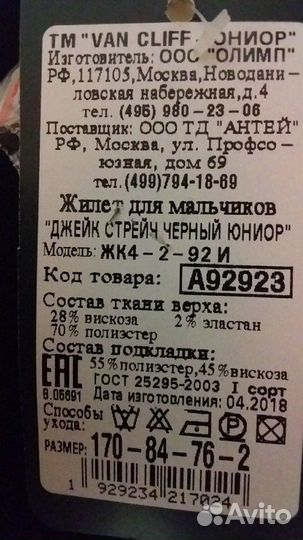 ТМ "VAN CLIFF ЮНИОР"
Изготовитель: ООО "ОЛИМП"
РФ, 117105, Москва, Новодани-
ловская набережная, д.4
тел. (495) 980-23-06
Поставщик: ООО ТД "АНТЕЙ"
РФ, Москва, ул. Профсо-
юзная, дом 69
тел.(499)794-18-69
Жилет для мальчиков
"ДЖЕЙК СТРЕЙЧ ЧЕРНЫЙ ЮНИОР"
Модель: ЖК4-2-92 И
Код товара: А92923
Состав ткани верха:
28% вискоза 2% эластан
70% полиэстер
Состав подкладки:
55% полиэстер, 45% вискоза
EAC ГОСТ 25295-2003 I сорт
В.05691 Дата изготовления: 04.2018
Способы ухода:
РАЗМЕР: 170-84-76-2
1 929234 217024
Avito